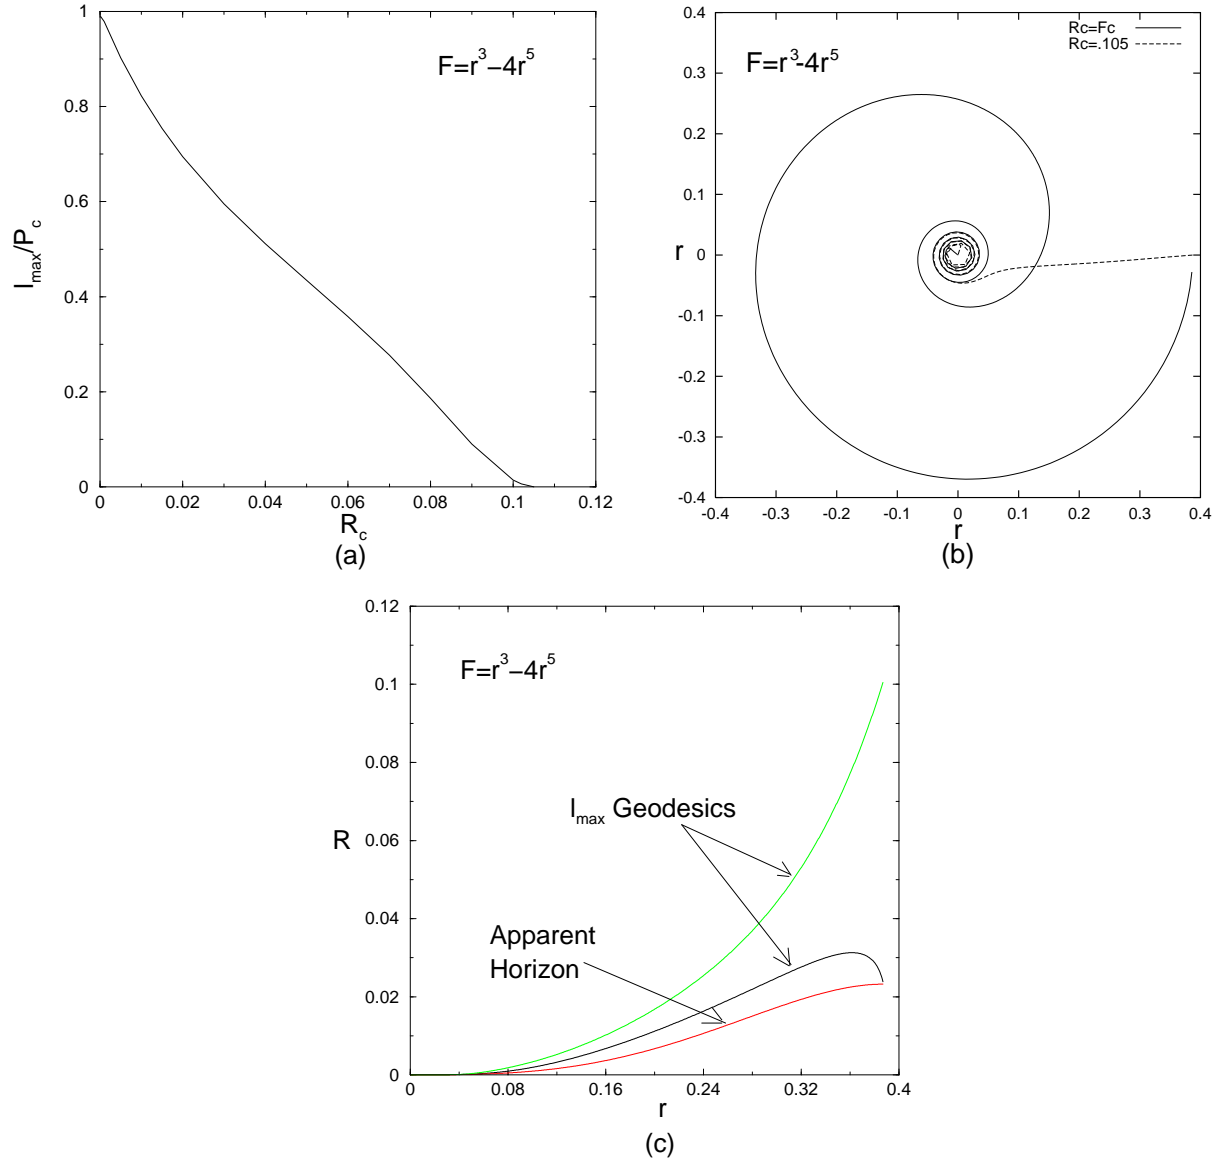 1
0.8
0.6
0.4
0.2
0
0 0.02 0.04 0.06 0.08 0.1 0.12
l_max/P_c
R_c
F=r^3−4r^5
(a)
0.4
0.3
0.2
0.1
0
-0.1
-0.2
-0.3
-0.4
-0.4 -0.3 -0.2 -0.1 0 0.1 0.2 0.3 0.4
r
r
F=r^3-4r^5
Rc=Fc
Rc=.105
(b)
0.12
0.1
0.08
0.06
0.04
0.02
0
0 0.08 0.16 0.24 0.32 0.4
R
r
F=r^3−4r^5
l_max Geodesics
Apparent
Horizon
(c)